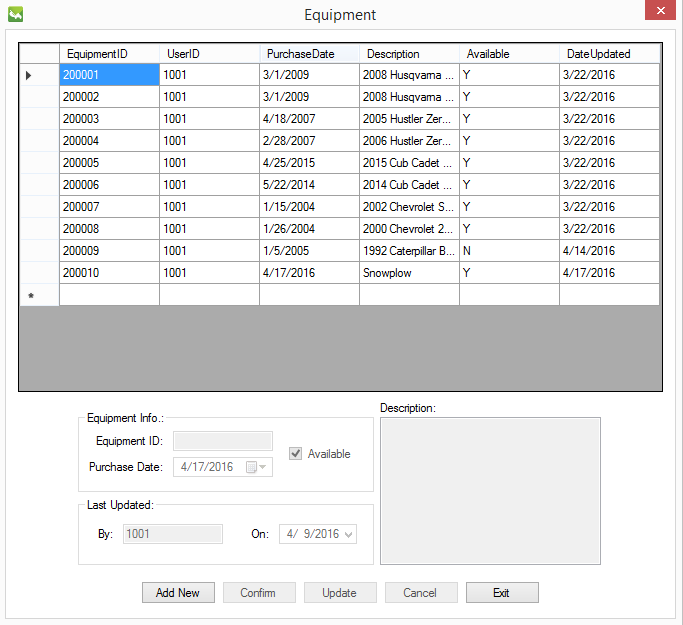 Equipment
EquipmentID UserID PurchaseDate Description Available DateUpdated
200001 1001 3/1/2009 2008 Husqvarna ... Y 3/22/2016
200002 1001 3/1/2009 2008 Husqvarna ... Y 3/22/2016
200003 1001 4/18/2007 2005 Hustler Zer... Y 3/22/2016
200004 1001 2/28/2007 2006 Hustler Zer... Y 3/22/2016
200005 1001 4/25/2015 2015 Cub Cadet ... Y 3/22/2016
200006 1001 5/22/2014 2014 Cub Cadet ... Y 3/22/2016
200007 1001 1/15/2004 2002 Chevrolet S... Y 3/22/2016
200008 1001 1/26/2004 2000 Chevrolet 2... Y 3/22/2016
200009 1001 1/5/2005 1992 Caterpillar B... N 4/14/2016
200010 1001 4/17/2016 Snowplow Y 4/17/2016
Equipment Info.:
Equipment ID:
Purchase Date: 4/17/2016
Available
Description:
Last Updated:
By: 1001 On: 4/ 9/2016
Add New Confirm Update Cancel Exit